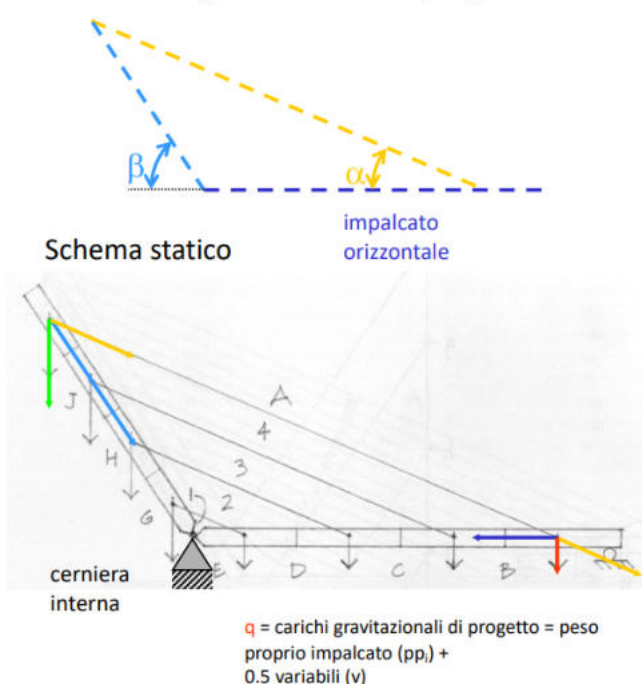 β
α
impalcato
orizzontale
Schema statico
A
J
4
H
3
G
1
2
E
D
C
B
cerniera
interna
q = carichi gravitazionali di progetto = peso
proprio impalcato (ppᵢ) +
0.5 variabili (v)